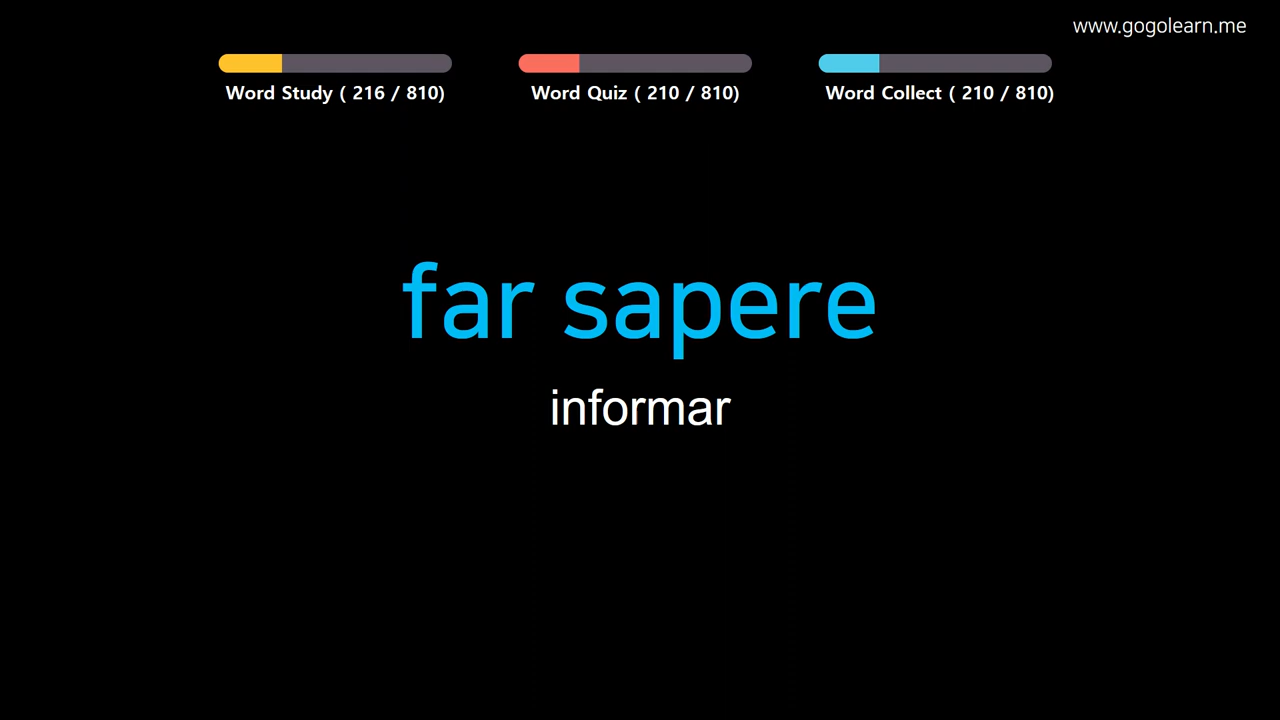 www.gogolearn.me
Word Study ( 216 / 810)
Word Quiz ( 210 / 810)
Word Collect ( 210 / 810)
far sapere
informar